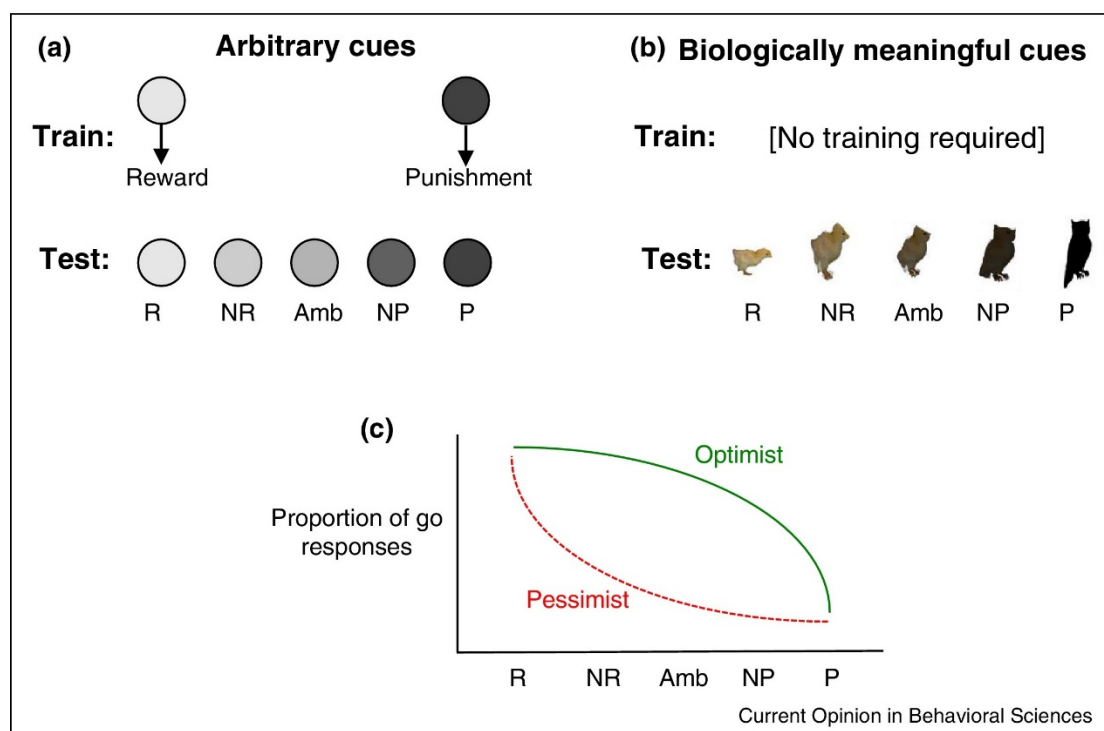 (a) Arbitrary cues
Train:
Reward Punishment
Test:
R NR Amb NP P
(b) Biologically meaningful cues
Train: [No training required]
Test:
R NR Amb NP P
(c)
Optimist
Proportion of go
responses
Pessimist
R NR Amb NP P
Current Opinion in Behavioral Sciences